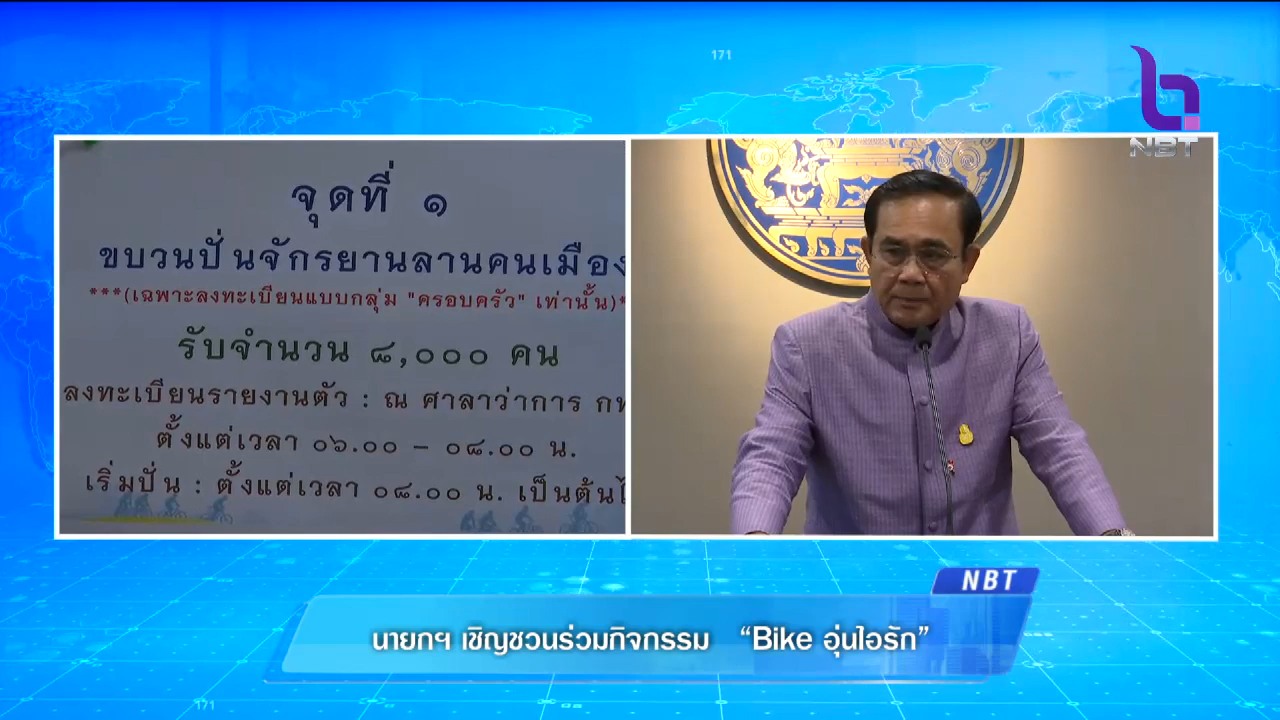 171
NBT
จุดที่ ๑
ขบวนปั่นจักรยานลานคนเมือง
***(เฉพาะลงทะเบียนแบบกลุ่ม "ครอบครัว" เท่านั้น)*
รับจำนวน ๘,๐๐๐ คน
ลงทะเบียนรายงานตัว : ณ ศาลาว่าการ
ตั้งแต่เวลา ๐๖.๐๐ – ๐๘.๐๐ น.
เริ่มปั่น : ตั้งแต่เวลา ๐๘.๐๐ น. เป็นต้นไ
NBT
นายกฯ เชิญชวนร่วมกิจกรรม “Bike อุ่นไอรัก”
171